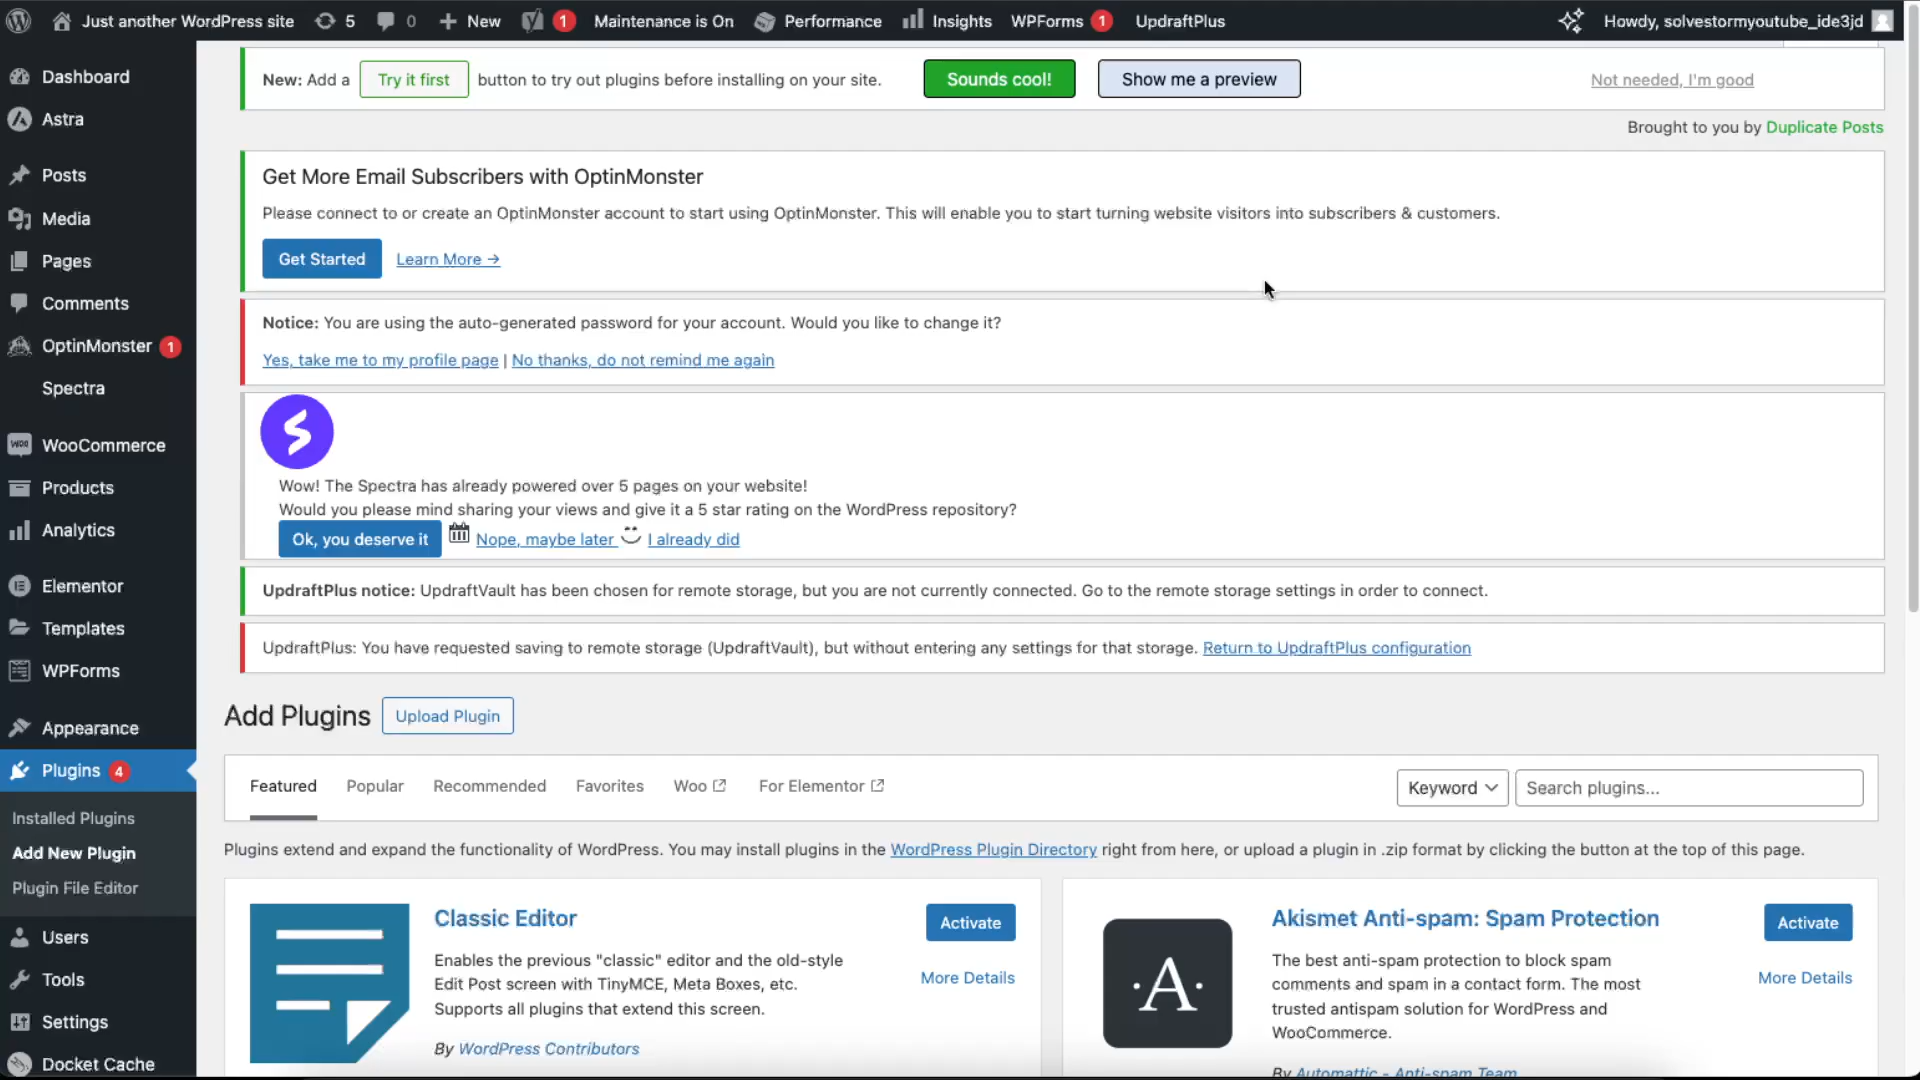 Just another WordPress site
5
0
New
1
Maintenance is On
Performance
Insights
WPForms
1
UpdraftPlus
Howdy, solvestormyoutube_ide3jd
Dashboard
Astra
Posts
Media
Pages
Comments
OptinMonster
1
Spectra
WooCommerce
Products
Analytics
Elementor
Templates
WPForms
Appearance
Plugins
4
Installed Plugins
Add New Plugin
Plugin File Editor
Users
Tools
Settings
Docket Cache
New: Add a Try it first button to try out plugins before installing on your site.
Sounds cool!
Show me a preview
Not needed, I'm good
Brought to you by Duplicate Posts
Get More Email Subscribers with OptinMonster
Please connect to or create an OptinMonster account to start using OptinMonster. This will enable you to start turning website visitors into subscribers & customers.
Get Started
Learn More →
Notice: You are using the auto-generated password for your account. Would you like to change it?
Yes, take me to my profile page | No thanks, do not remind me again
Wow! The Spectra has already powered over 5 pages on your website!
Would you please mind sharing your views and give it a 5 star rating on the WordPress repository?
Ok, you deserve it
Nope, maybe later
I already did
UpdraftPlus notice: UpdraftVault has been chosen for remote storage, but you are not currently connected. Go to the remote storage settings in order to connect.
UpdraftPlus: You have requested saving to remote storage (UpdraftVault), but without entering any settings for that storage. Return to UpdraftPlus configuration
Add Plugins
Upload Plugin
Featured
Popular
Recommended
Favorites
Woo
For Elementor
Keyword
Search plugins...
Plugins extend and expand the functionality of WordPress. You may install plugins in the WordPress Plugin Directory right from here, or upload a plugin in .zip format by clicking the button at the top of this page.
Classic Editor
Activate
Enables the previous "classic" editor and the old-style
Edit Post screen with TinyMCE, Meta Boxes, etc.
Supports all plugins that extend this screen.
More Details
By WordPress Contributors
·A·
Akismet Anti-spam: Spam Protection
Activate
The best anti-spam protection to block spam
comments and spam in a contact form. The most
trusted antispam solution for WordPress and
WooCommerce.
More Details
By Automattic - Anti-spam Team